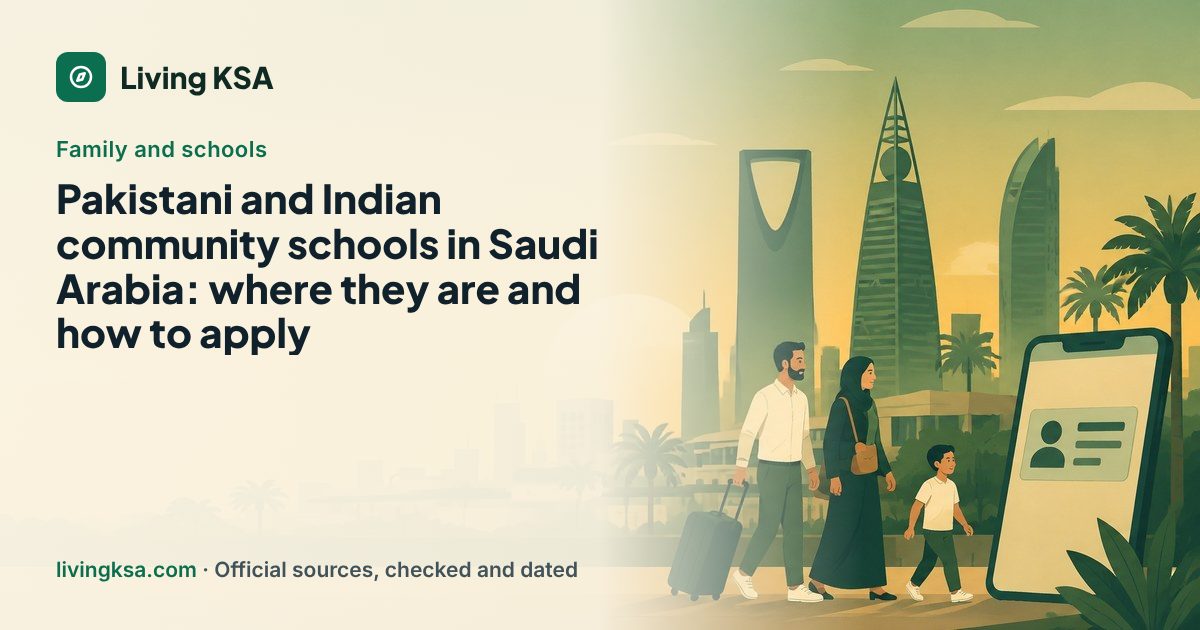 Living KSA
Family and schools
Pakistani and Indian
community schools in Saudi
Arabia: where they are and
how to apply
livingksa.com · Official sources, checked and dated